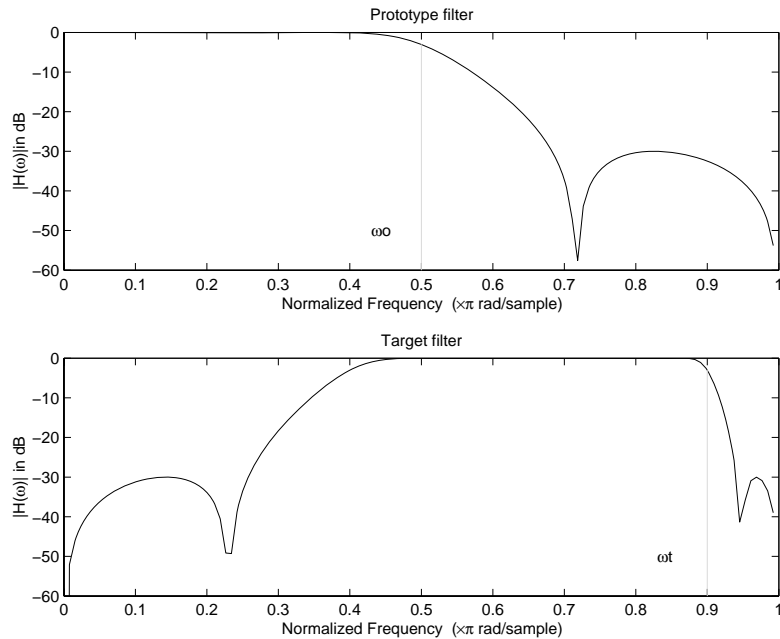 Prototype filter
0
−10
−20
−30
−40
−50
−60
|H(ω)|in dB
ωo
0 0.1 0.2 0.3 0.4 0.5 0.6 0.7 0.8 0.9 1
Normalized Frequency (×π rad/sample)
Target filter
0
−10
−20
−30
−40
−50
−60
|H(ω)| in dB
ωt
0 0.1 0.2 0.3 0.4 0.5 0.6 0.7 0.8 0.9 1
Normalized Frequency (×π rad/sample)